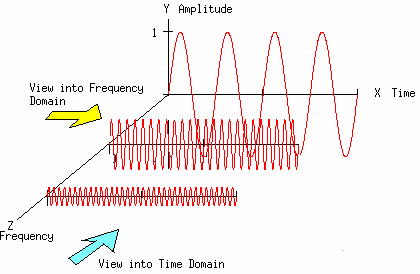 Y Amplitude
1
View into Frequency
Domain
X Time
Z
Frequency
View into Time Domain